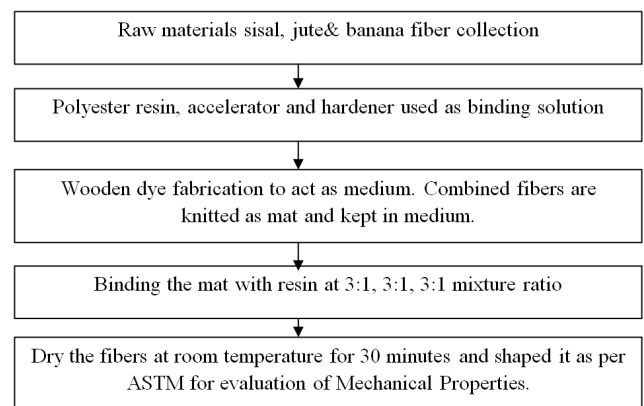 Raw materials sisal, jute& banana fiber collection
Polyester resin, accelerator and hardener used as binding solution
Wooden dye fabrication to act as medium. Combined fibers are
knitted as mat and kept in medium.
Binding the mat with resin at 3:1, 3:1, 3:1 mixture ratio
Dry the fibers at room temperature for 30 minutes and shaped it as per
ASTM for evaluation of Mechanical Properties.